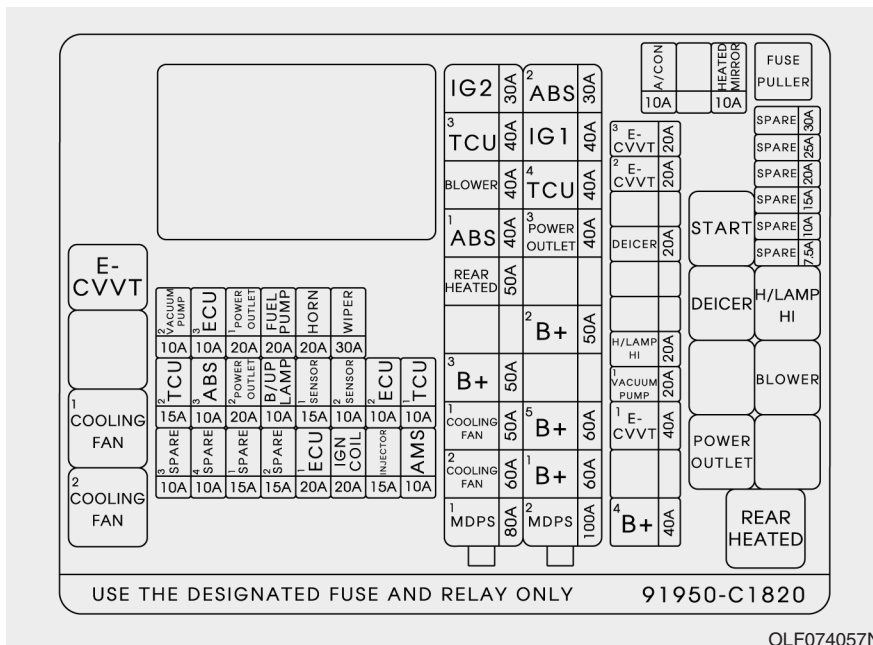 IG2 30A
2 ABS 30A
3 TCU 40A
IG1 40A
BLOWER 40A
4 TCU 40A
1 ABS 40A
3 POWER OUTLET 40A
REAR HEATED 50A
2 B+ 50A
3 B+ 50A
1 COOLING FAN 50A
5 B+ 60A
2 COOLING FAN 60A
1 B+ 60A
1 MDPS 80A
2 MDPS 100A
A/CON 10A
HEATED MIRROR 10A
FUSE
PULLER
SPARE 30A
SPARE 25A
SPARE 20A
SPARE 15A
SPARE 10A
SPARE 7.5A
3 E-CVVT 20A
2 E-CVVT 20A
DEICER 20A
H/LAMP HI 20A
1 VACUUM PUMP 20A
1 E-CVVT 40A
4 B+ 40A
START
DEICER
H/LAMP
HI
BLOWER
POWER
OUTLET
REAR
HEATED
E-
CVVT
1
COOLING
FAN
2
COOLING
FAN
2 VACUUM PUMP 10A
3 ECU 10A
1 POWER OUTLET 20A
FUEL PUMP 20A
HORN 20A
WIPER 30A
2 TCU 15A
3 ABS 10A
2 POWER OUTLET 20A
B/UP LAMP 10A
1 SENSOR 15A
2 SENSOR 10A
2 ECU 10A
1 TCU 10A
3 SPARE 10A
4 SPARE 10A
1 SPARE 15A
2 SPARE 15A
1 ECU 20A
IGN COIL 20A
INJECTOR 15A
AMS 10A
USE THE DESIGNATED FUSE AND RELAY ONLY 91950-C1820
OLF074057N